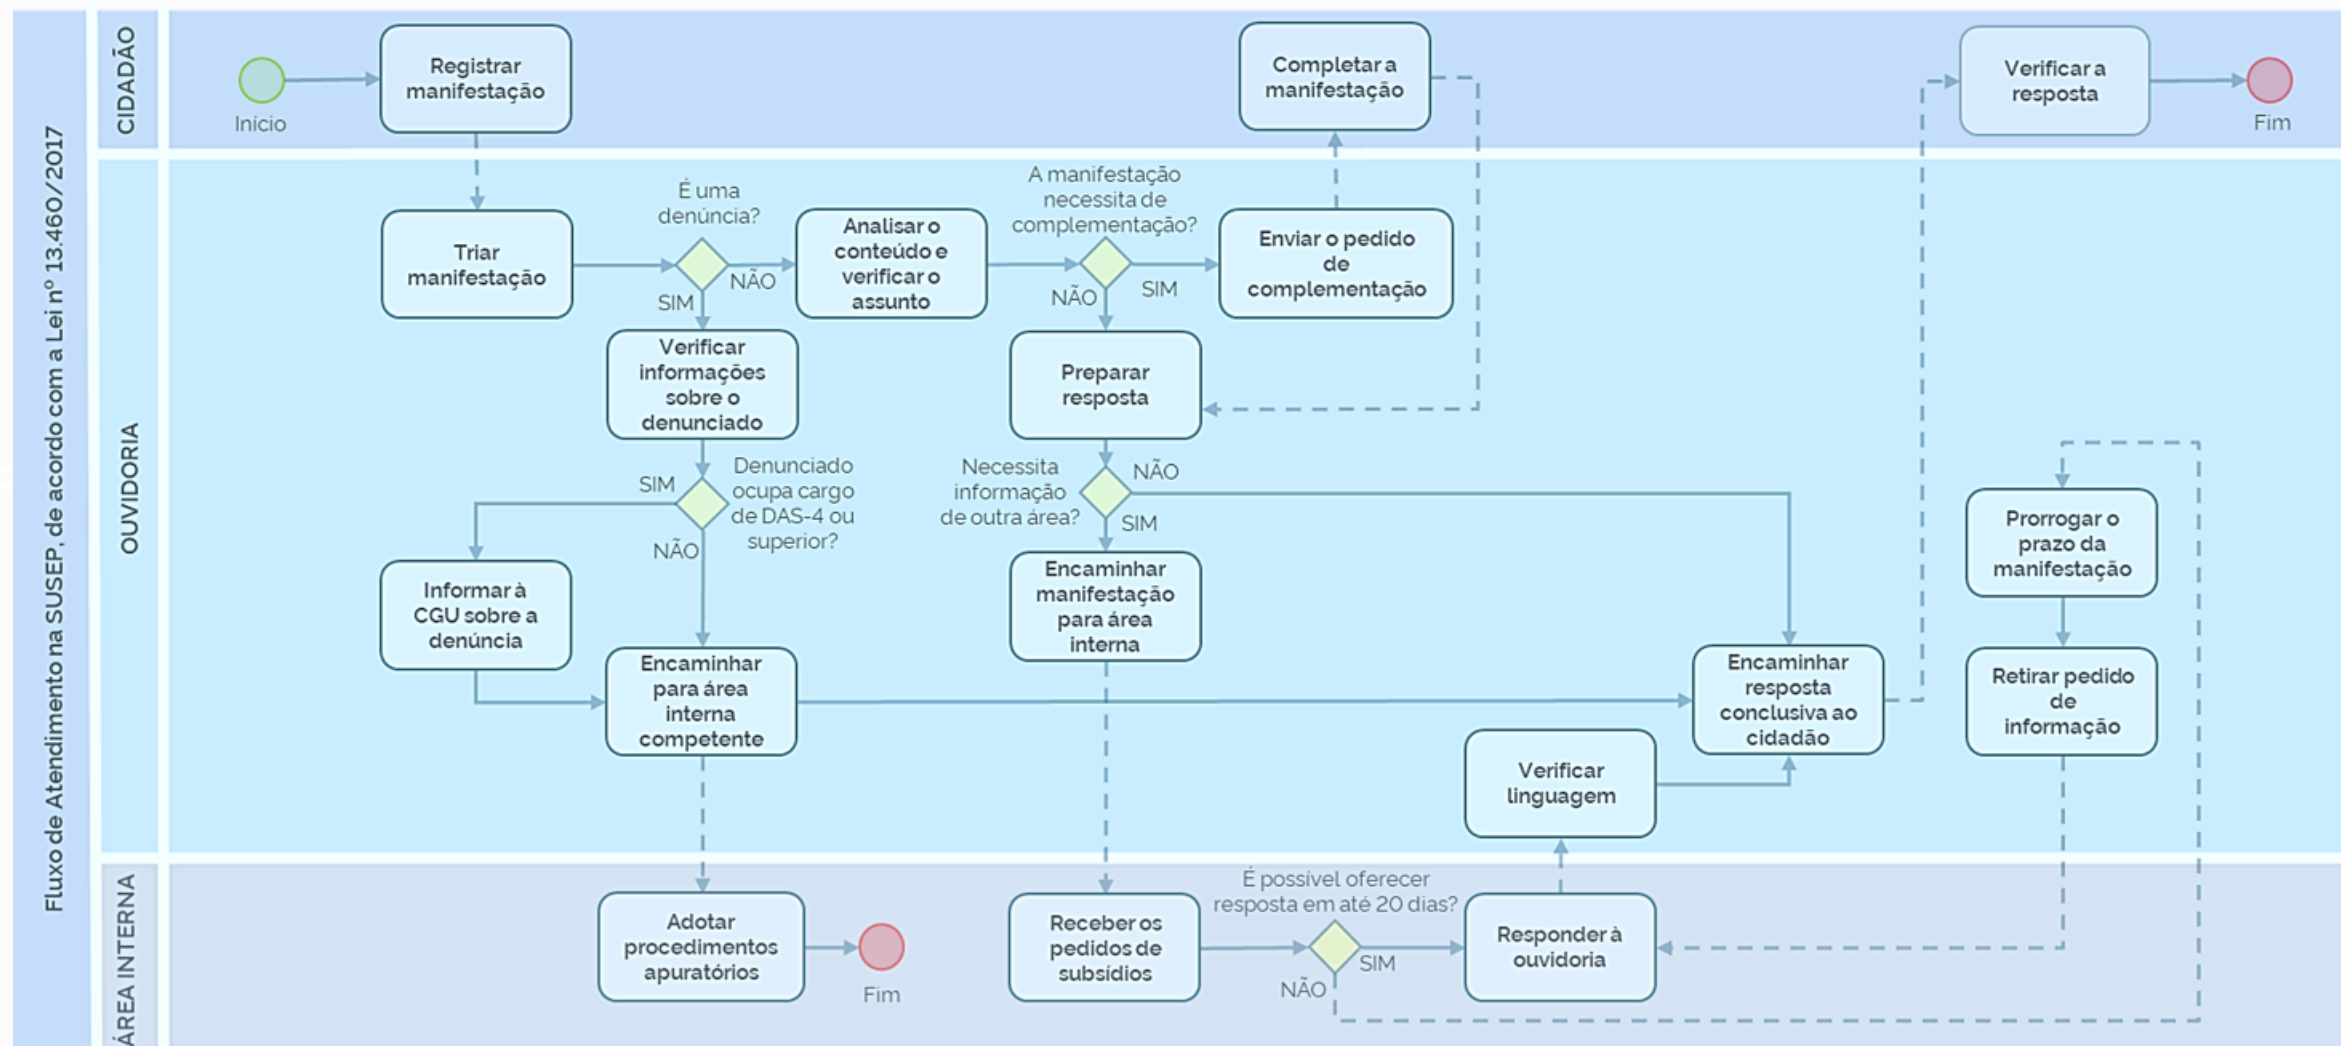 Fluxo de Atendimento na SUSEP, de acordo com a Lei nº 13.460/2017
CIDADÃO
Início
Registrar
manifestação
Completar a
manifestação
Verificar a
resposta
Fim
OUVIDORIA
Triar
manifestação
É uma
denúncia?
NÃO
SIM
Analisar o
conteúdo e
verificar o
assunto
A manifestação
necessita de
complementação?
NÃO
SIM
Enviar o pedido
de
complementação
Verificar
informações
sobre o
denunciado
Preparar
resposta
SIM
Denunciado
ocupa cargo
de DAS-4 ou
superior?
NÃO
Necessita
informação
de outra área?
NÃO
SIM
Informar à
CGU sobre a
denúncia
Encaminhar
para área
interna
competente
Encaminhar
manifestação
para área
interna
Encaminhar
resposta
conclusiva ao
cidadão
Verificar
linguagem
Prorrogar o
prazo da
manifestação
Retirar pedido
de
informação
ÁREA INTERNA
Adotar
procedimentos
apuratórios
Fim
Receber os
pedidos de
subsídios
É possível oferecer
resposta em até 20 dias?
SIM
NÃO
Responder à
ouvidoria